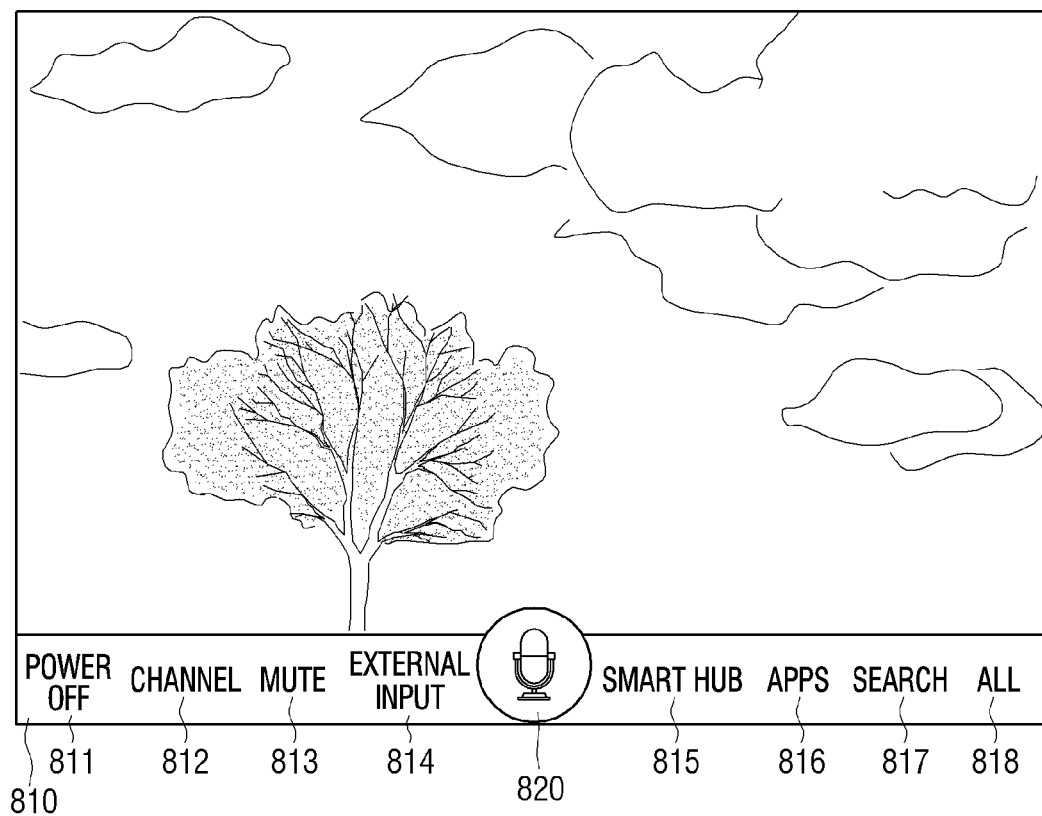 POWER OFF
CHANNEL
MUTE
EXTERNAL INPUT
SMART HUB
APPS
SEARCH
ALL
811
812
813
814
820
815
816
817
818
810